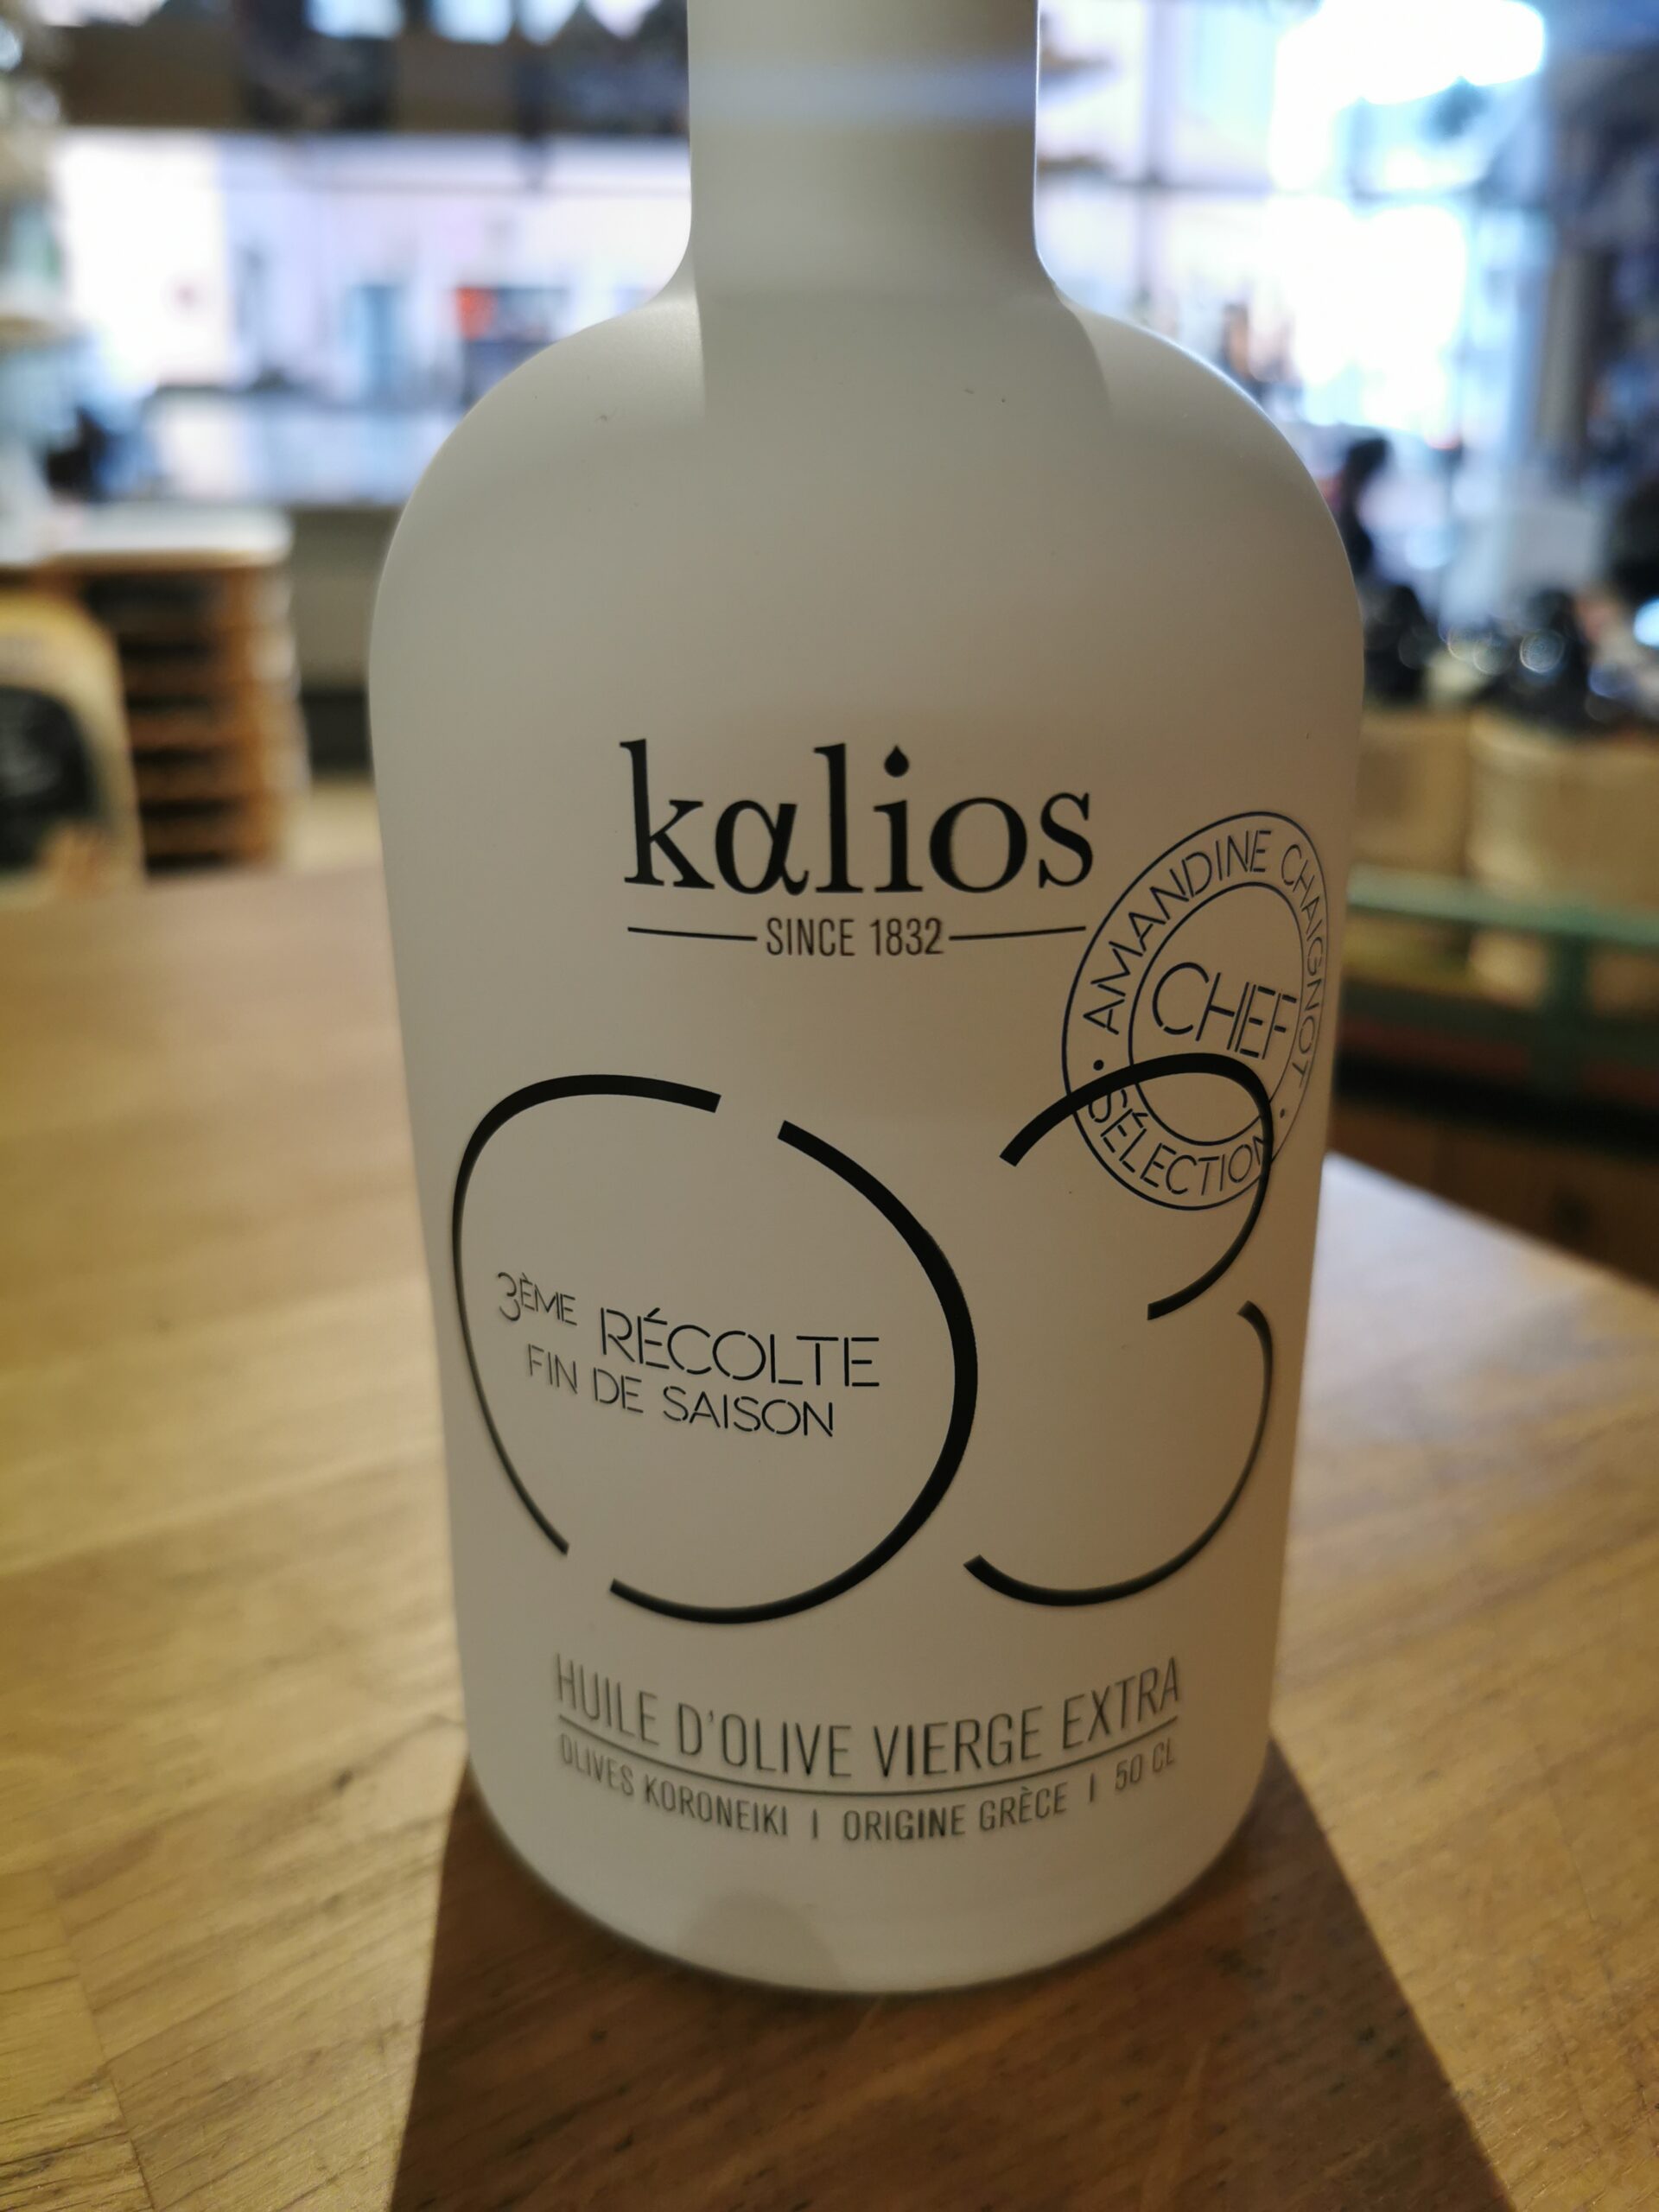 kαlios
SINCE 1832
AMANDINE CHAIGNOT
CHEF
SÉLECTION
03
3ÈME RÉCOLTE
FIN DE SAISON
HUILE D'OLIVE VIERGE EXTRA
OLIVES KORONEIKI | ORIGINE GRÈCE | 50 CL